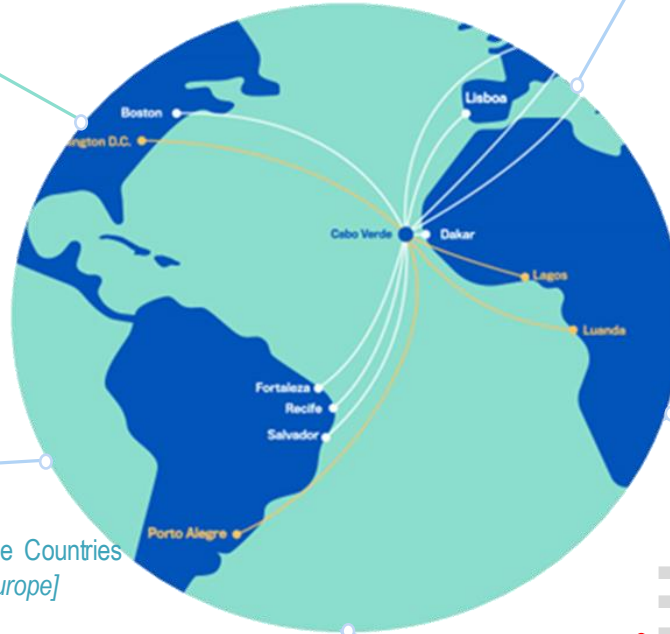 Boston
Lisboa
ington D.C.
Cabo Verde
Dakar
Lagos
Luanda
Fortaleza
Recife
Salvador
Porto Alegre
e Countries
urope]